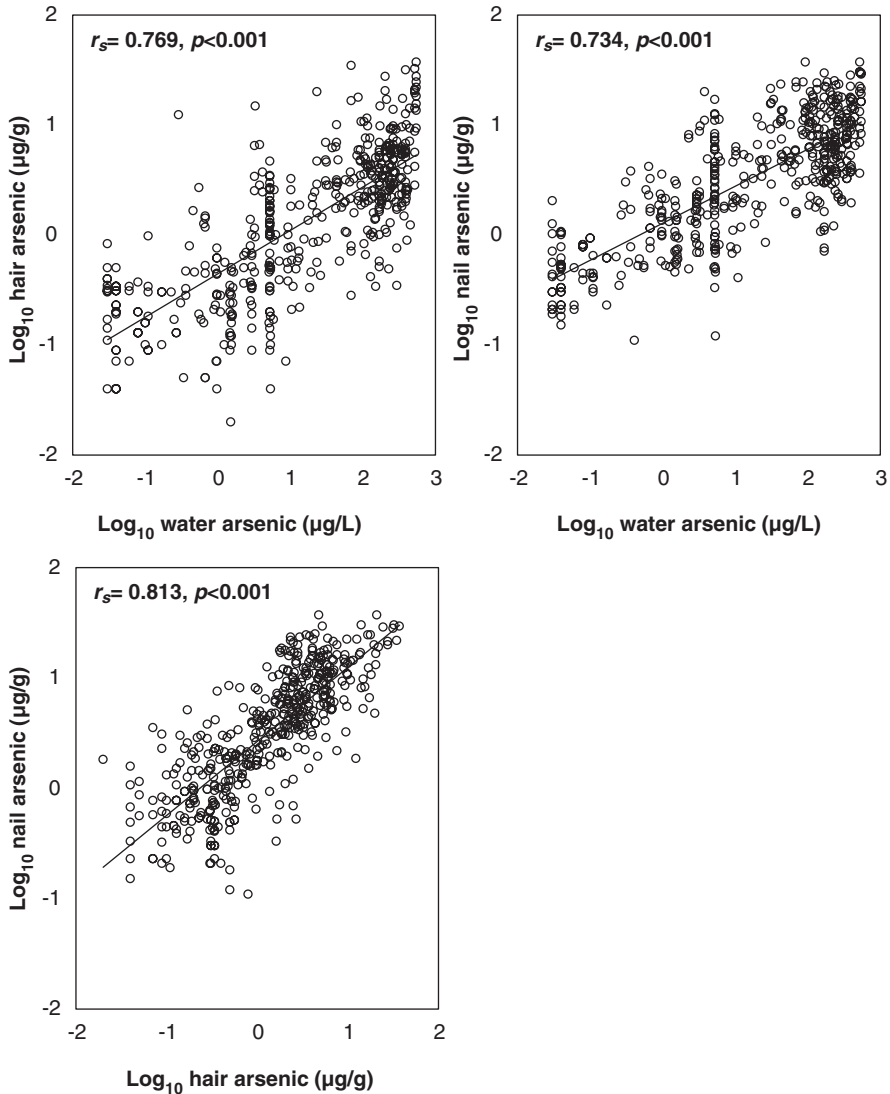 2
rₛ= 0.769, p<0.001
1
0
-1
-2
Log₁₀ hair arsenic (µg/g)
-2 -1 0 1 2 3
Log₁₀ water arsenic (µg/L)
2
rₛ= 0.734, p<0.001
1
0
-1
-2
Log₁₀ nail arsenic (µg/g)
-2 -1 0 1 2 3
Log₁₀ water arsenic (µg/L)
2
rₛ= 0.813, p<0.001
1
0
-1
-2
Log₁₀ nail arsenic (µg/g)
-2 -1 0 1 2
Log₁₀ hair arsenic (µg/g)